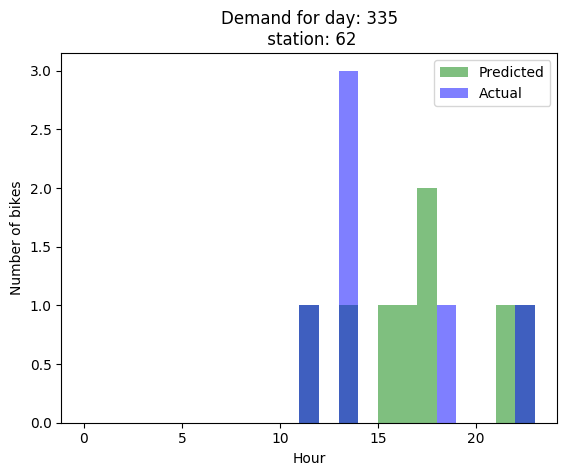 Demand for day: 335
station: 62
Predicted
Actual
3.0
2.5
2.0
1.5
1.0
0.5
0.0
Number of bikes
0
5
10
15
20
Hour